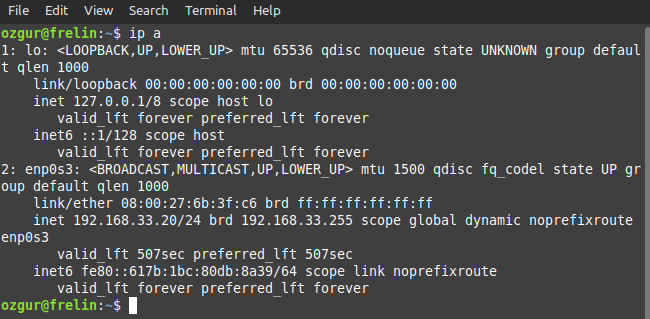 File Edit View Search Terminal Help
ozgur@frelin:~$ ip a
1: lo: <LOOPBACK,UP,LOWER_UP> mtu 65536 qdisc noqueue state UNKNOWN group defaul
t qlen 1000
    link/loopback 00:00:00:00:00:00 brd 00:00:00:00:00:00
    inet 127.0.0.1/8 scope host lo
       valid_lft forever preferred_lft forever
    inet6 ::1/128 scope host
       valid_lft forever preferred_lft forever
2: enp0s3: <BROADCAST,MULTICAST,UP,LOWER_UP> mtu 1500 qdisc fq_codel state UP gr
oup default qlen 1000
    link/ether 08:00:27:6b:3f:c6 brd ff:ff:ff:ff:ff:ff
    inet 192.168.33.20/24 brd 192.168.33.255 scope global dynamic noprefixroute
enp0s3
       valid_lft 507sec preferred_lft 507sec
    inet6 fe80::617b:1bc:80db:8a39/64 scope link noprefixroute
       valid_lft forever preferred_lft forever
ozgur@frelin:~$